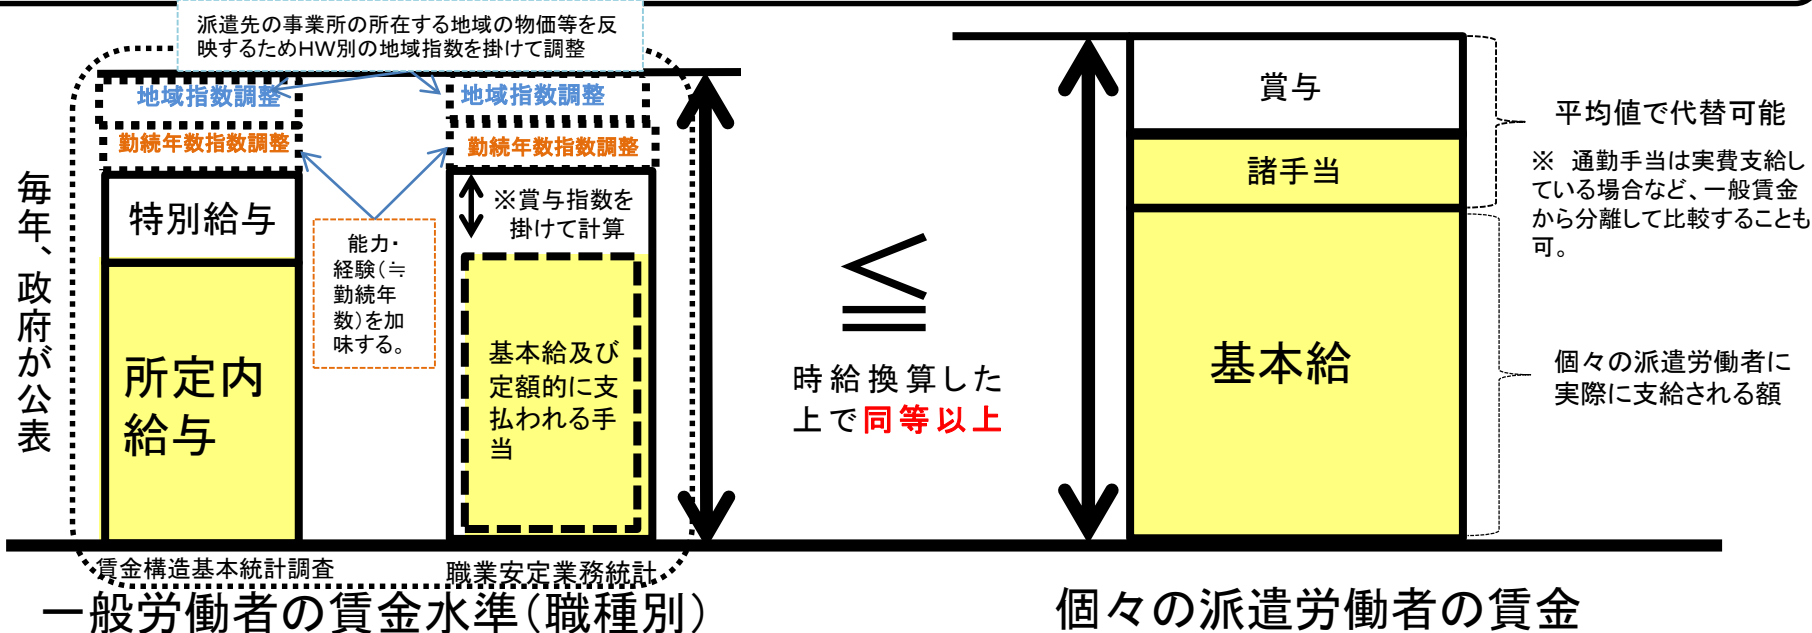 派遣先の事業所の所在する地域の物価等を反
映するためHW別の地域指数を掛けて調整
地域指数調整
勤続年数指数調整
特別給与
所定内
給与
賃金構造基本統計調査
地域指数調整
勤続年数指数調整
※賞与指数を
掛けて計算
基本給及び
定額的に支
払われる手
当
職業安定業務統計
能力・
経験(≒
勤続年
数)を加
味する。
毎年、政府が公表
一般労働者の賃金水準(職種別)
≦
時給換算した
上で同等以上
賞与
諸手当
基本給
平均値で代替可能
※ 通勤手当は実費支給し
ている場合など、一般賃金
から分離して比較することも
可。
個々の派遣労働者に
実際に支給される額
個々の派遣労働者の賃金